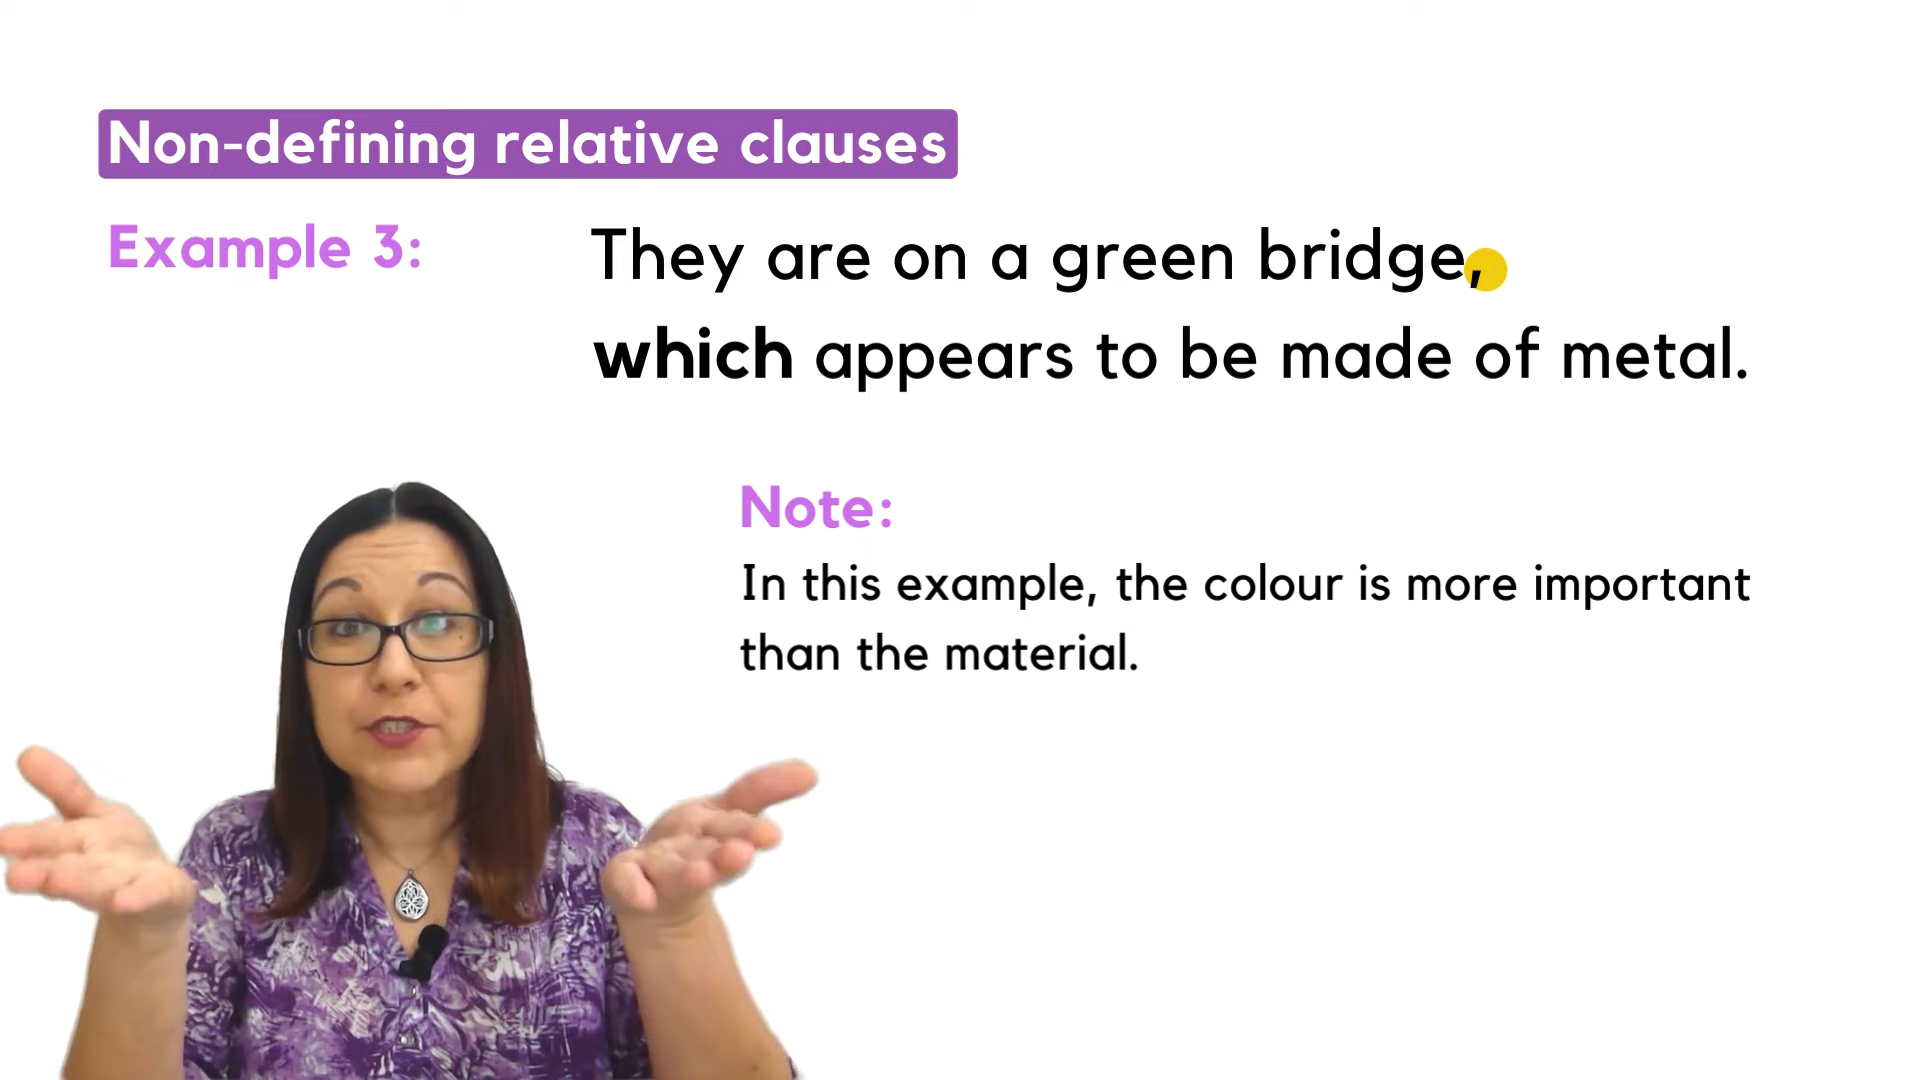 Non-defining relative clauses
Example 3:
They are on a green bridge,
which appears to be made of metal.
Note:
In this example, the colour is more important
than the material.